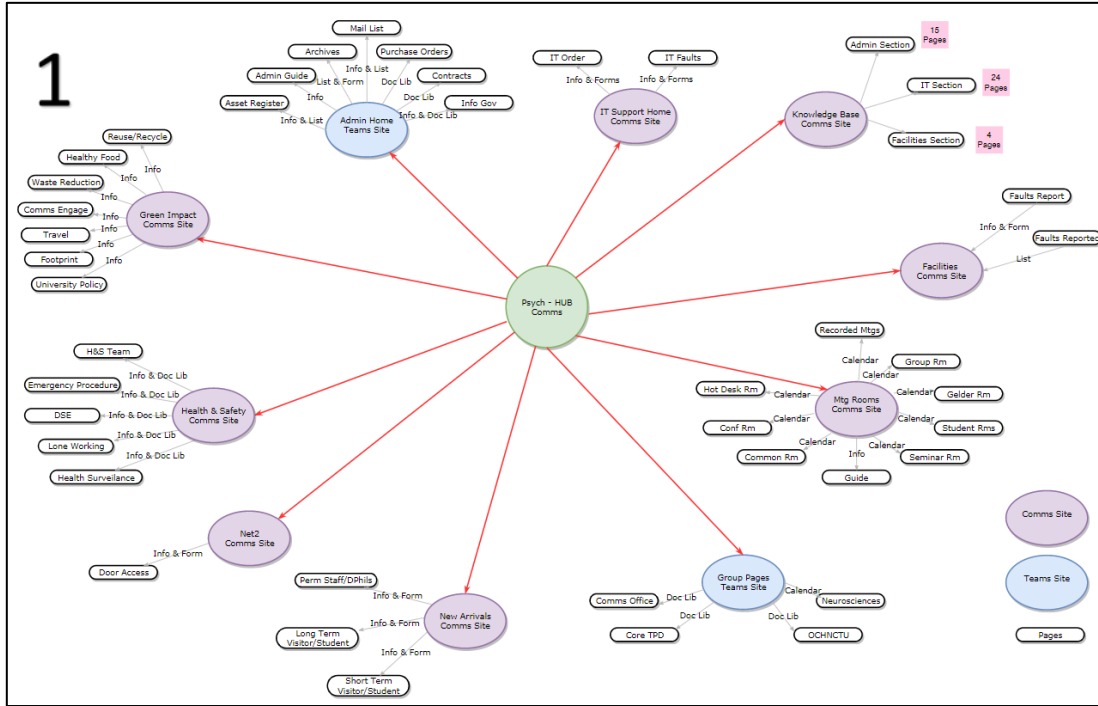 1
Mail List
Archives
Purchase Orders
Info & List
Admin Guide
List & Form
Doc Lib
Contracts
Info
Doc Lib
Asset Register
Info & List
Info & Doc Lib
Info Gov
Admin Home
Teams Site
IT Order
IT Faults
Info & Forms
Info & Forms
IT Support Home
Comms Site
15
Pages
Admin Section
IT Section
24
Pages
Knowledge Base
Comms Site
Facilities Section
4
Pages
Reuse/Recycle
Healthy Food
Info
Waste Reduction
Info
Info
Comms Engage
Info
Travel
Info
Footprint
Info
University Policy
Info
Green Impact
Comms Site
Faults Report
Info & Form
Faults Reported
List
Facilities
Comms Site
Psych - HUB
Comms
H&S Team
Info & Doc Lib
Emergency Procedure
Info & Doc Lib
DSE
Info & Doc Lib
Lone Working
Info & Doc Lib
Info & Doc Lib
Health Surveilance
Health & Safety
Comms Site
Recorded Mtgs
Calendar
Group Rm
Calendar
Hot Desk Rm
Calendar
Calendar
Gelder Rm
Mtg Rooms
Comms Site
Conf Rm
Calendar
Calendar
Student Rms
Common Rm
Calendar
Info
Calendar
Seminar Rm
Guide
Net2
Comms Site
Info & Form
Door Access
Perm Staff/DPhils
Info & Form
Long Term
Visitor/Student
Info & Form
Info & Form
Short Term
Visitor/Student
New Arrivals
Comms Site
Group Pages
Teams Site
Comms Office
Doc Lib
Calendar
Neurosciences
Core TPD
Doc Lib
Doc Lib
OCHNCTU
Comms Site
Teams Site
Pages